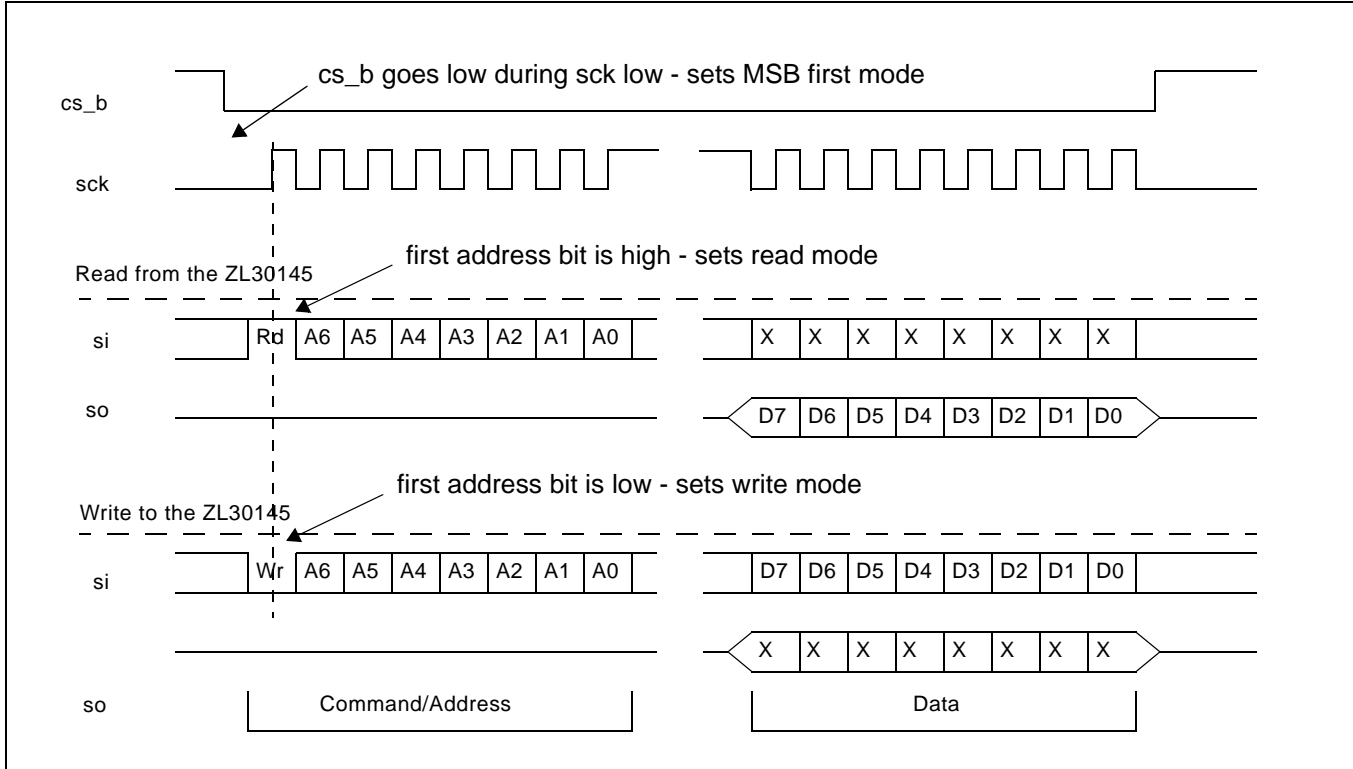 cs_b goes low during sck low - sets MSB first mode
cs_b
sck
first address bit is high - sets read mode
Read from the ZL30145
si Rd A6 A5 A4 A3 A2 A1 A0 X X X X X X X X
so D7 D6 D5 D4 D3 D2 D1 D0
first address bit is low - sets write mode
Write to the ZL30145
si Wr A6 A5 A4 A3 A2 A1 A0 D7 D6 D5 D4 D3 D2 D1 D0
X X X X X X X X
so Command/Address Data